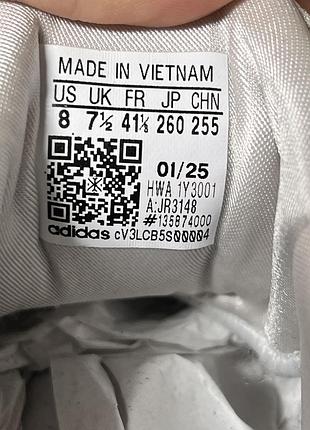 MADE IN VIETNAM
US UK FR JP CHN
8 7½ 41⅓ 260 255
01/25
HWA 1Y3001
A:JR3148
#135874000
adidas cV3LCB5S00004